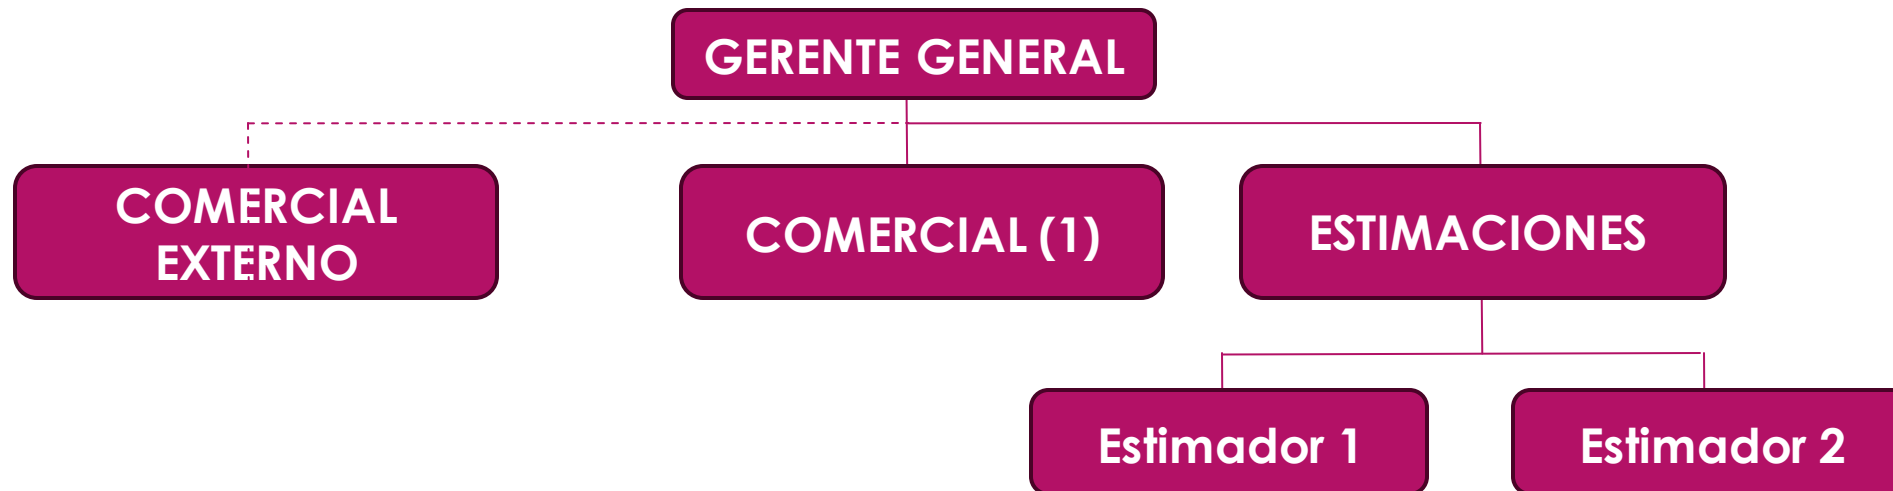 GERENTE GENERAL
COMERCIAL
EXTERNO
COMERCIAL (1)
ESTIMACIONES
Estimador 1
Estimador 2